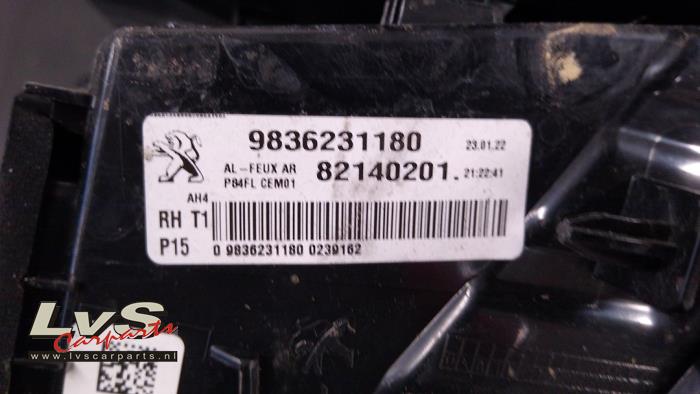 9836231180
23.01.22
AL-FEUX AR
82140201.
21:22:41
P84FL CEM01
AH4
RH T1
P15
0 9836231180 0239162
LvS
Carparts
www.lvscarparts.nl